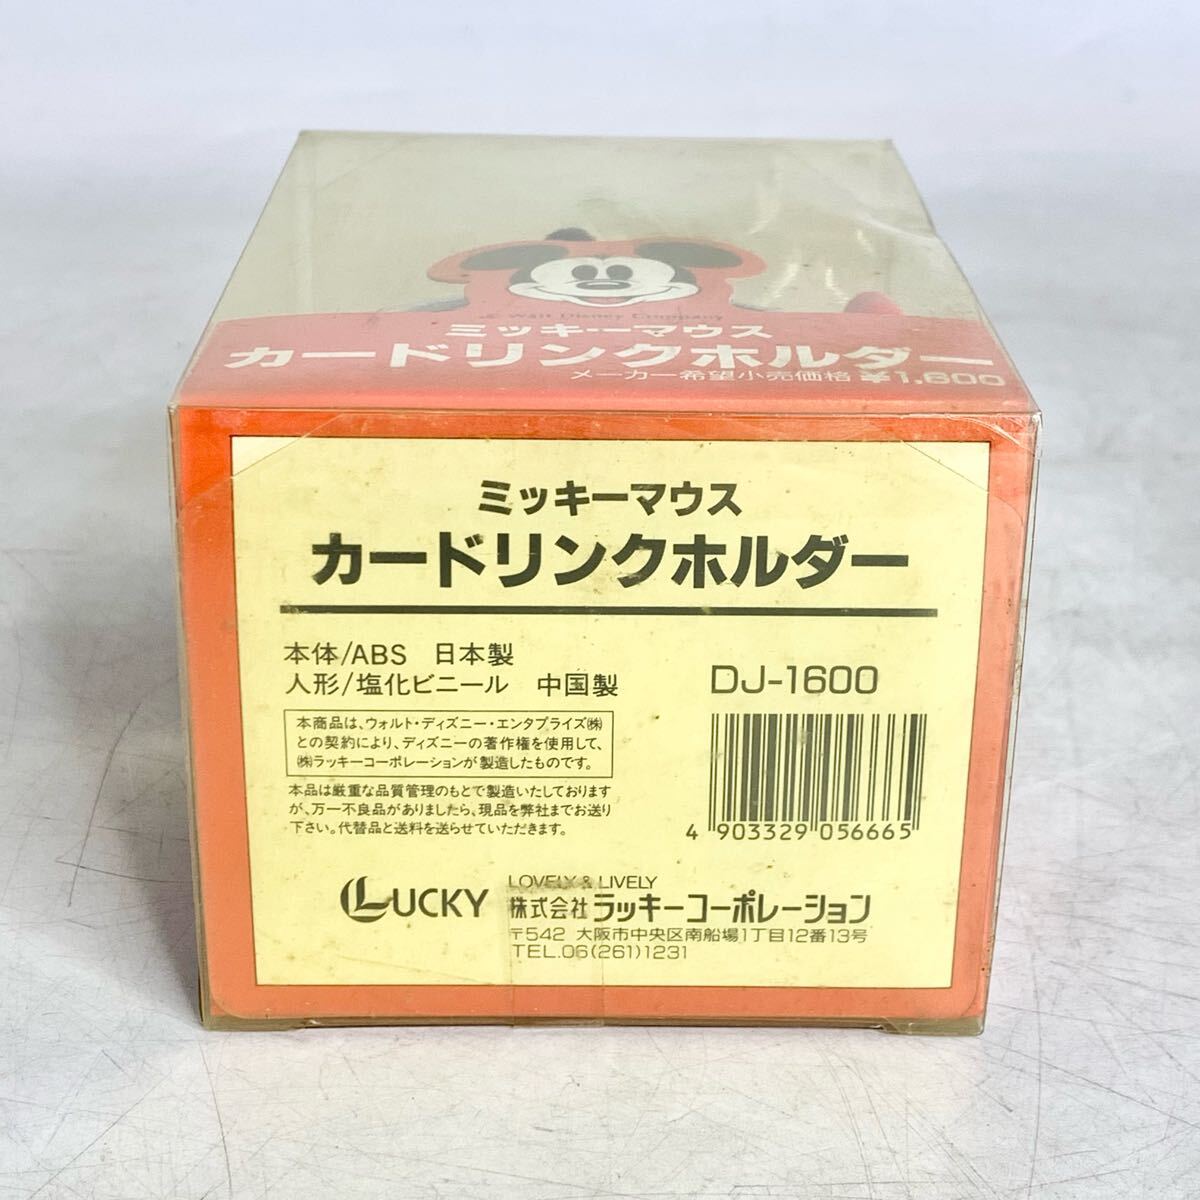 © Walt Disney Company
ミッキーマウス
カードリンクホルダー
メーカー希望小売価格 ¥1,600
ミッキーマウス
カードリンクホルダー
本体/ABS 日本製
人形/塩化ビニール 中国製
DJ-1600
本商品は、ウォルト・ディズニー・エンタプライズ㈱
との契約により、ディズニーの著作権を使用して、
㈱ラッキーコーポレーションが製造したものです。
本品は厳重な品質管理のもとで製造いたしております
が、万一不良品がありましたら、現品を弊社までお送り
下さい。代替品と送料を送らせていただきます。
4 903329 056665
LUCKY
LOVELY & LIVELY
株式会社ラッキーコーポレーション
〒542 大阪市中央区南船場1丁目12番13号
TEL.06(261)1231